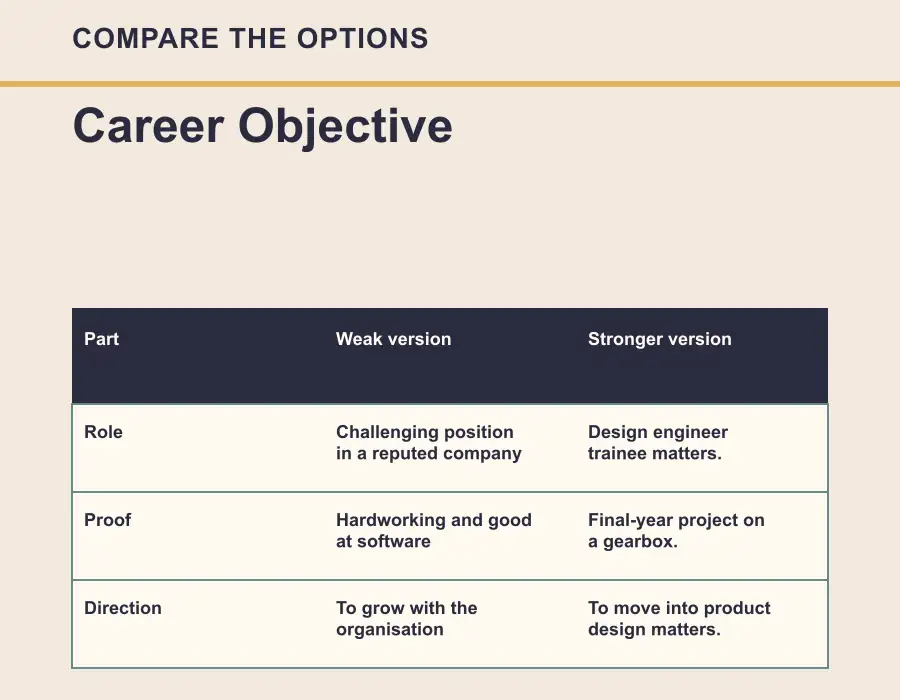 COMPARE THE OPTIONS
Career Objective
Part
Weak version
Stronger version
Role
Challenging position
in a reputed company
Design engineer
trainee matters.
Proof
Hardworking and good
at software
Final-year project on
a gearbox.
Direction
To grow with the
organisation
To move into product
design matters.